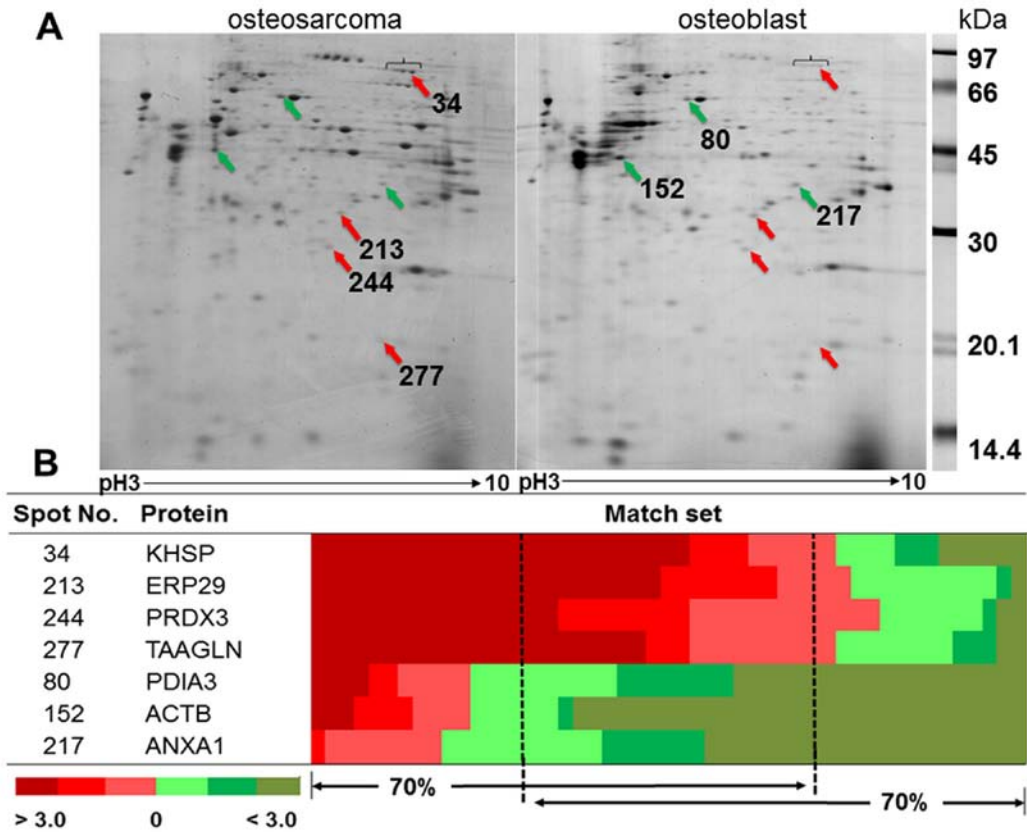 A osteosarcoma osteoblast kDa
97
34
66
80
45
152
217
213
30
244
20.1
277
14.4
pH3 10 pH3 10
B
Spot No. Protein Match set
34 KHSP
213 ERP29
244 PRDX3
277 TAAGLN
80 PDIA3
152 ACTB
217 ANXA1
70%
70%
> 3.0 0 < 3.0